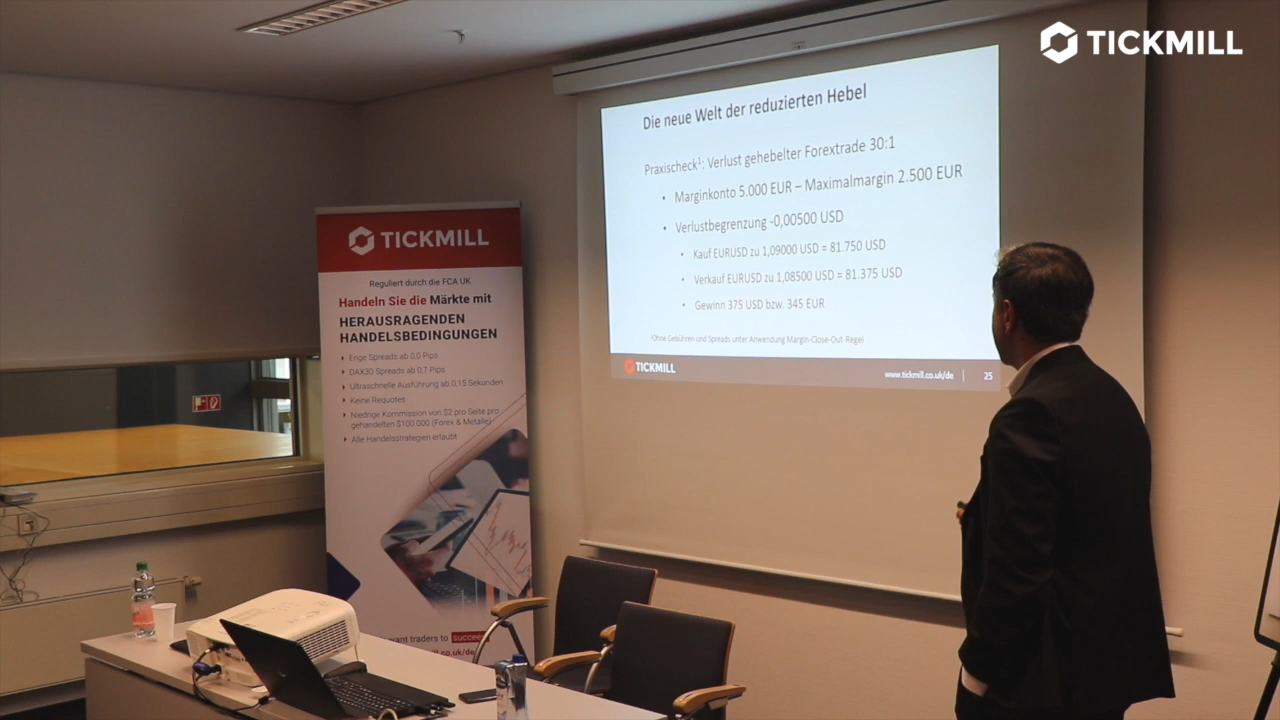 TICKMILL
Die neue Welt der reduzierten Hebel
Praxischeck¹: Verlust gehebelter Forextrade 30:1
• Marginkonto 5.000 EUR – Maximalmargin 2.500 EUR
• Verlustbegrenzung -0,00500 USD
• Kauf EURUSD zu 1,09000 USD = 81.750 USD
• Verkauf EURUSD zu 1,08500 = 81.375 USD
• Gewinn 375 USD bzw. 345 EUR
¹Ohne Gebühren und Spreads unter Anwendung Margin-Close-Out-Regel
TICKMILL
www.tickmill.co.uk/de | 25
TICKMILL
Reguliert durch die FCA UK
Handeln Sie die Märkte mit
HERAUSRAGENDEN
HANDELSBEDINGUNGEN
Enge Spreads ab 0,0 Pips
DAX30 Spreads ab 0,7 Pips
Ultraschnelle Ausführung ab 0,15 Sekunden
Keine Requotes
Niedrige Kommission von $2 pro Seite pro
gehandelten $100.000 (Forex & Metalle)
Alle Handelsstrategien erlaubt
traders to
.co.uk/de